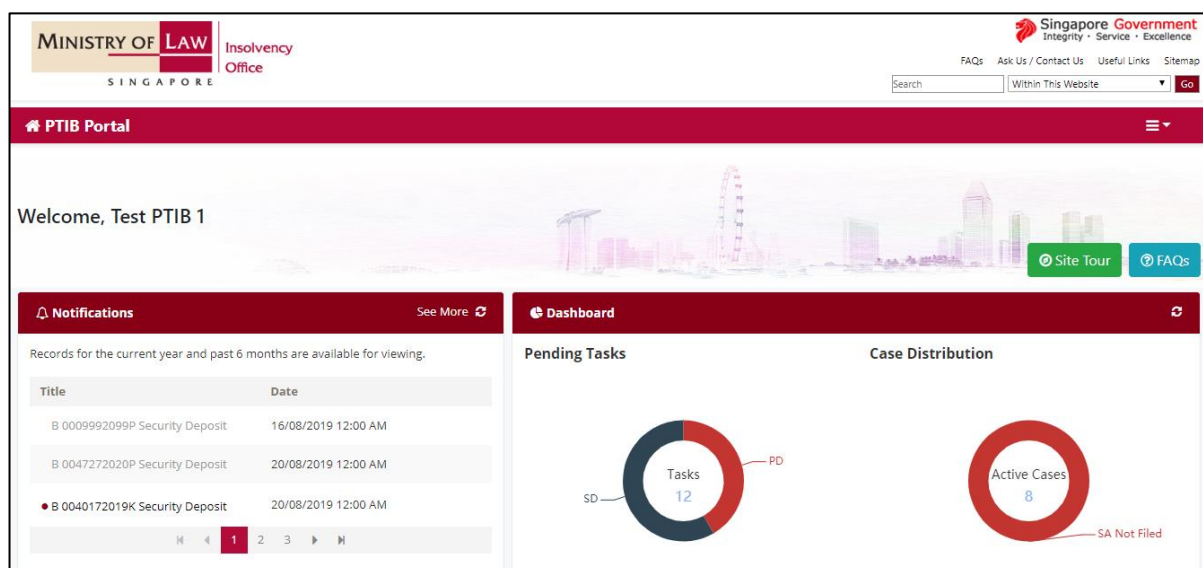 MINISTRY OF LAW
SINGAPORE
Insolvency
Office
Singapore Government
Integrity · Service · Excellence
FAQs Ask Us / Contact Us Useful Links Sitemap
Search Within This Website Go
PTIB Portal
Welcome, Test PTIB 1
Site Tour FAQs
Notifications See More
Records for the current year and past 6 months are available for viewing.
Title Date
B 0009992099P Security Deposit 16/08/2019 12:00 AM
B 0047272020P Security Deposit 20/08/2019 12:00 AM
B 0040172019K Security Deposit 20/08/2019 12:00 AM
1 2 3
Dashboard
Pending Tasks
Tasks
12
PD
SD
Case Distribution
Active Cases
8
SA Not Filed